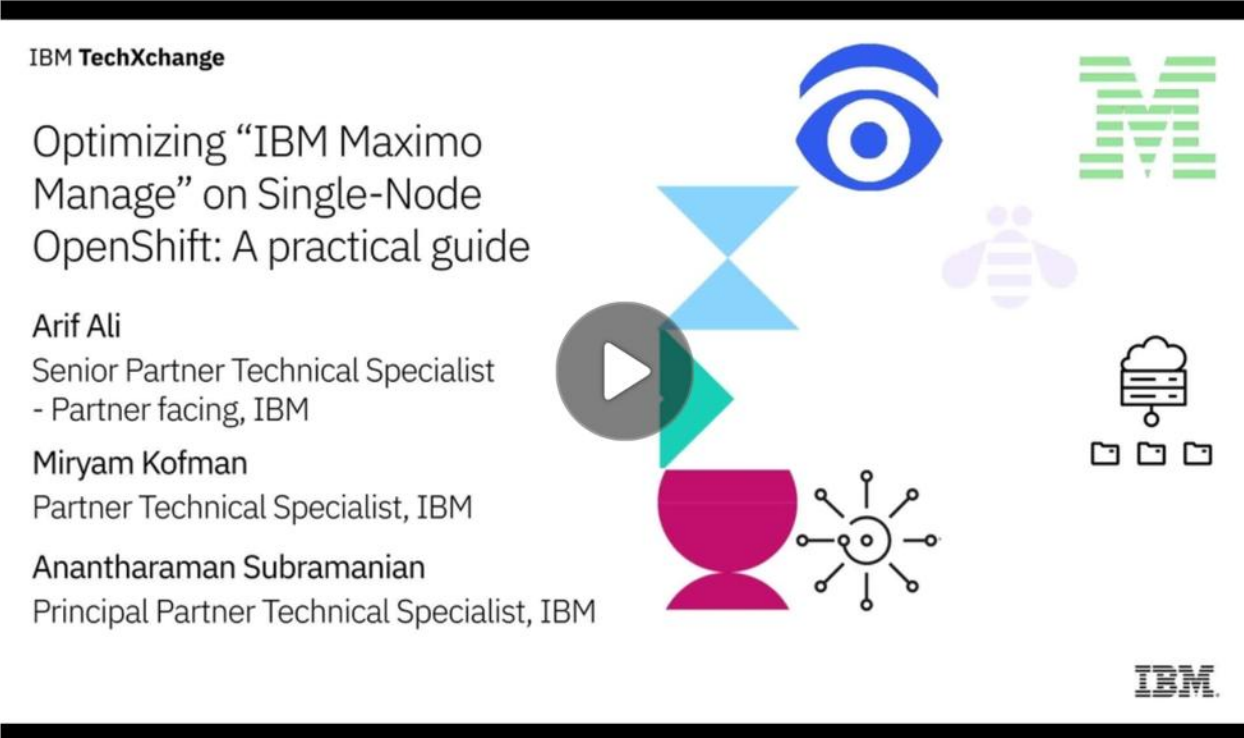 IBM TechXchange
Optimizing “IBM Maximo
Manage” on Single-Node
OpenShift: A practical guide
Arif Ali
Senior Partner Technical Specialist
- Partner facing, IBM
Miryam Kofman
Partner Technical Specialist, IBM
Anantharaman Subramanian
Principal Partner Technical Specialist, IBM
M
IBM®